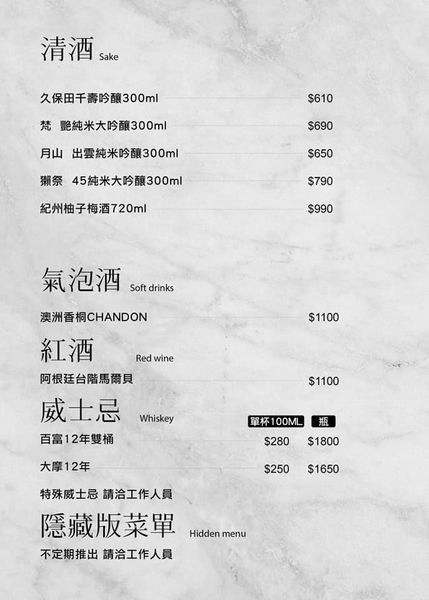 清酒 Sake
久保田千壽吟釀300ml $610
梵 艷純米大吟釀300ml $690
月山 出雲純米吟釀300ml $650
獺祭 45純米大吟釀300ml $790
紀州柚子梅酒720ml $990
氣泡酒 Soft drinks
澳洲香桐CHANDON $1100
紅酒 Red wine
阿根廷台階馬爾貝 $1100
威士忌 Whiskey 單杯100ML 瓶
百富12年雙桶 $280 $1800
大摩12年 $250 $1650
特殊威士忌 請洽工作人員
隱藏版菜單 Hidden menu
不定期推出 請洽工作人員